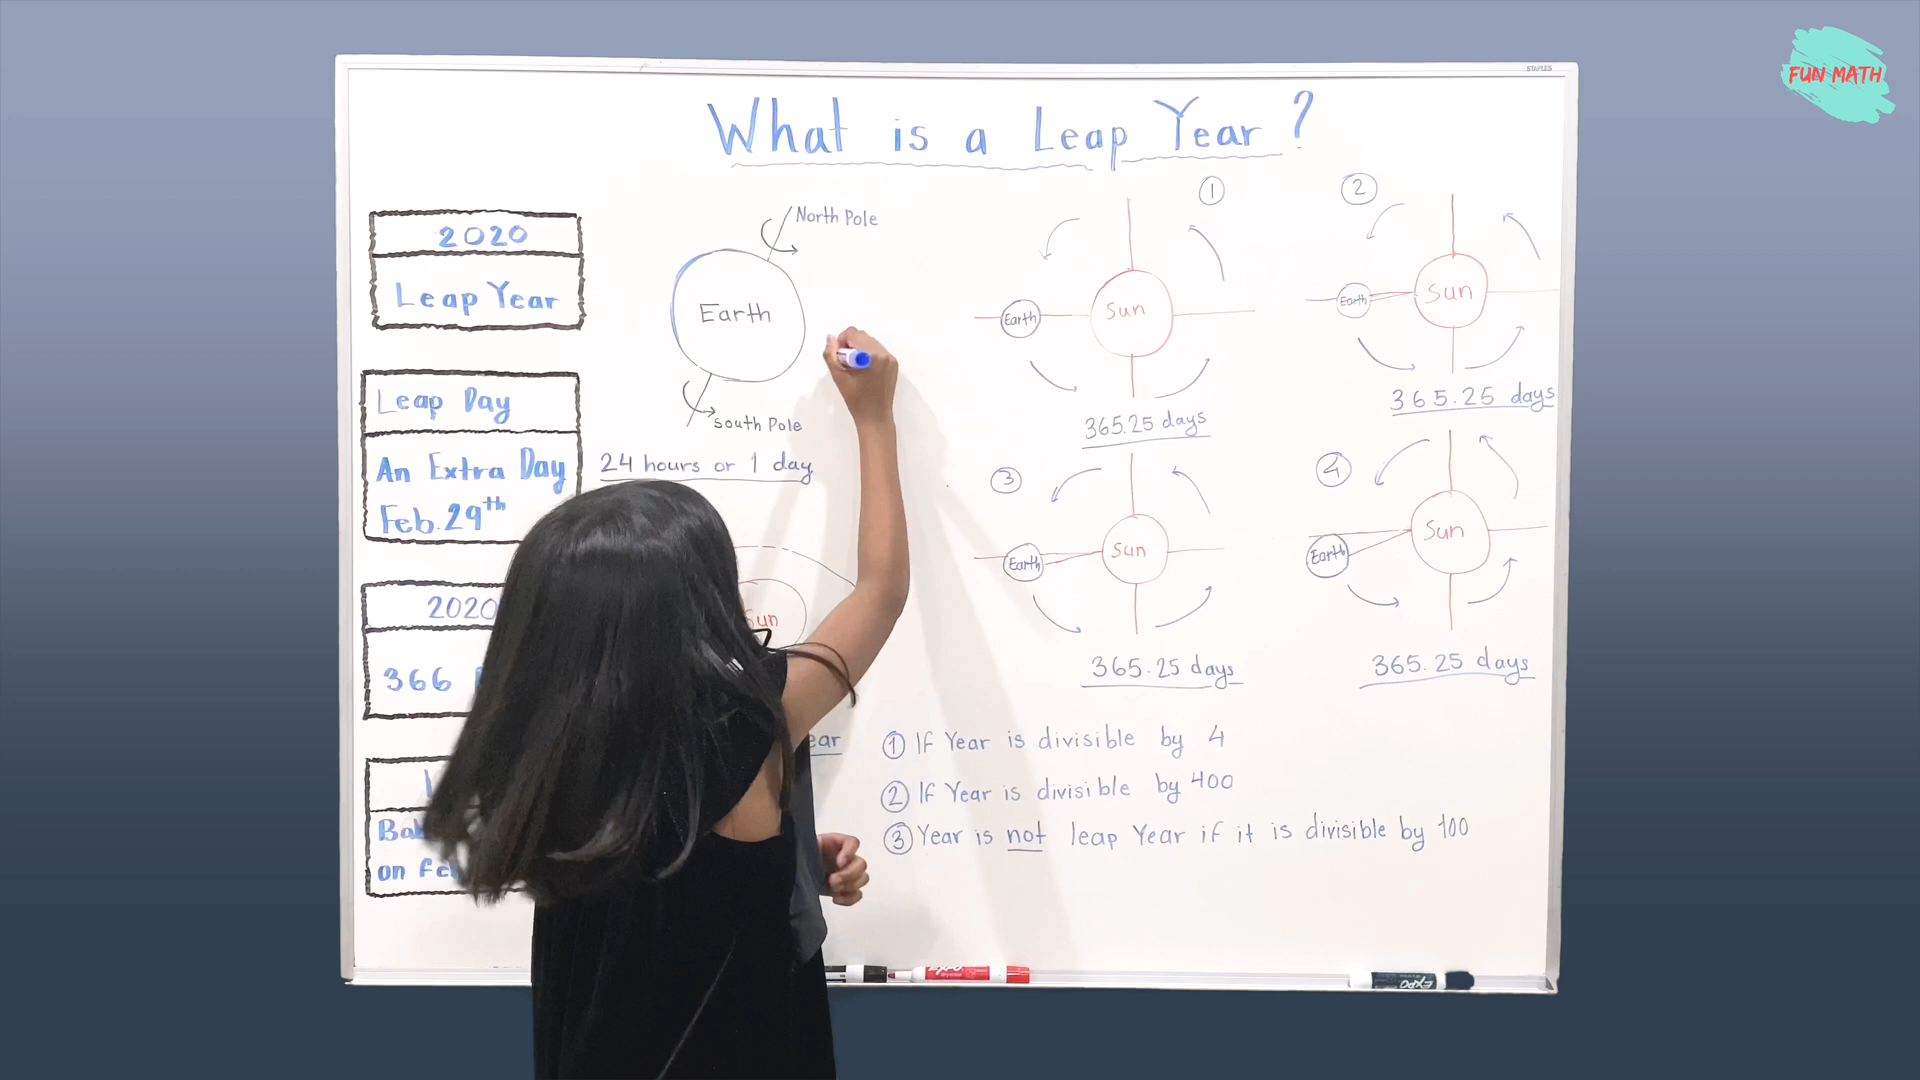 FUN MATH
STAPLES
What is a Leap Year?
2020
Leap Year
Leap Day
An Extra Day
Feb. 29th
2020
366
on
North Pole
Earth
south Pole
24 hours or 1 day
Sun
1
Earth
Sun
365.25 days
2
Earth
Sun
365.25 days
3
Earth
Sun
365.25 days
4
Earth
Sun
365.25 days
1 If Year is divisible by 4
2 If Year is divisible by 400
3 Year is not leap Year if it is divisible by 100
EXPO
EXPO